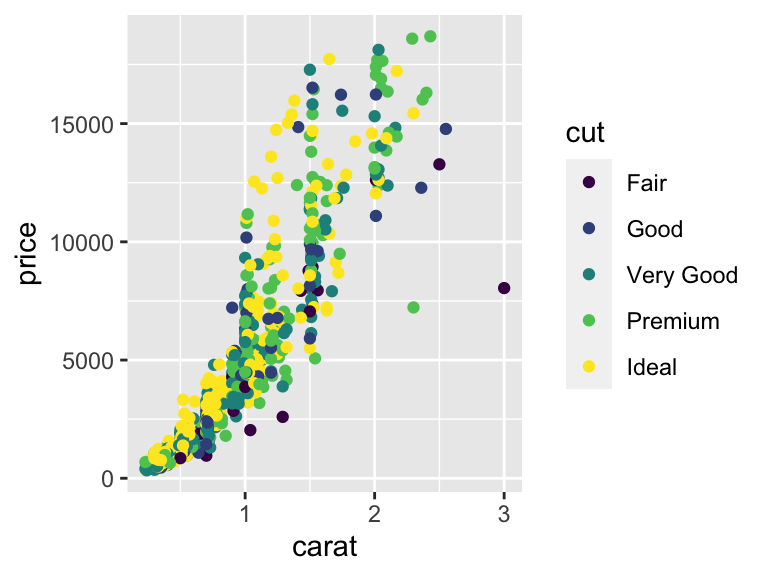 15000
10000
5000
0
price
1
2
3
carat
cut
Fair
Good
Very Good
Premium
Ideal